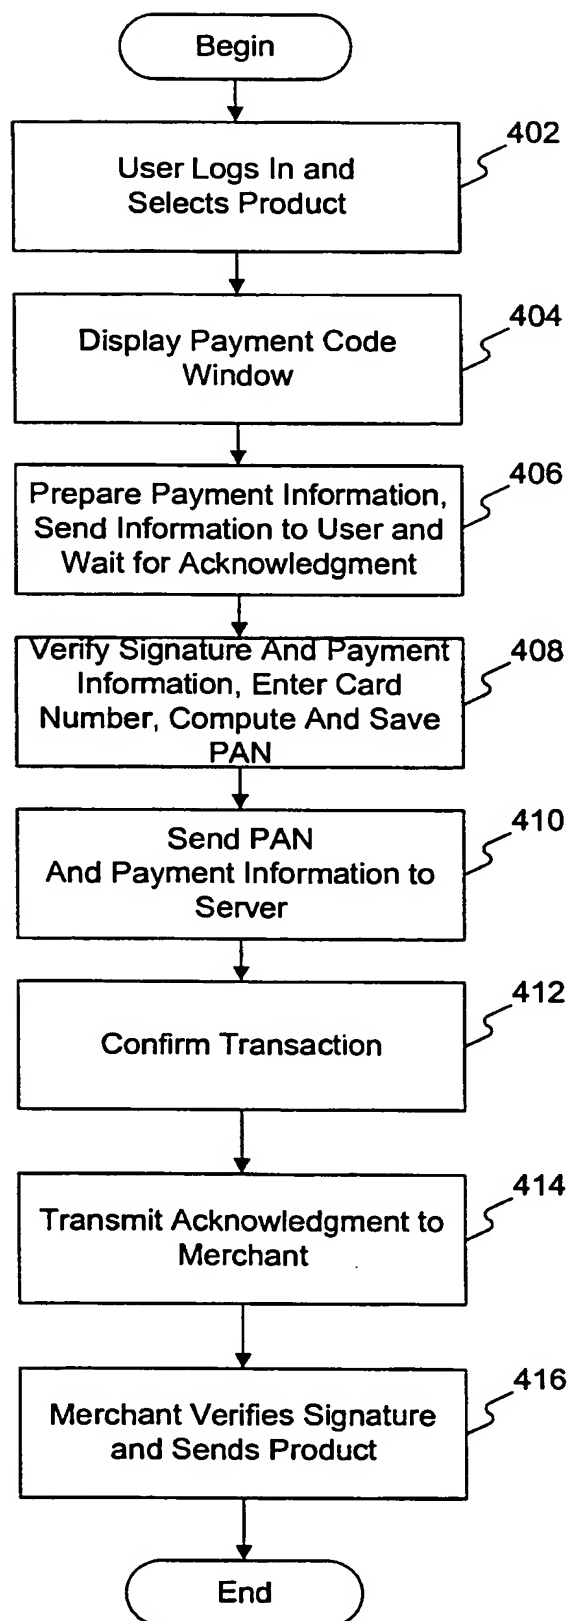 Begin
402
User Logs In and
Selects Product
404
Display Payment Code
Window
406
Prepare Payment Information,
Send Information to User and
Wait for Acknowledgment
408
Verify Signature And Payment
Information, Enter Card
Number, Compute And Save
PAN
410
Send PAN
And Payment Information to
Server
412
Confirm Transaction
414
Transmit Acknowledgment to
Merchant
416
Merchant Verifies Signature
and Sends Product
End